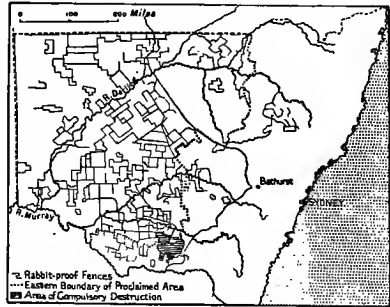 0 100 200 Miles
R. Darling
Bathurst
SYDNEY
R. Murray
Rabbit-proof Fences
Eastern Boundary of Proclaimed Area
Area of Compulsory Destruction